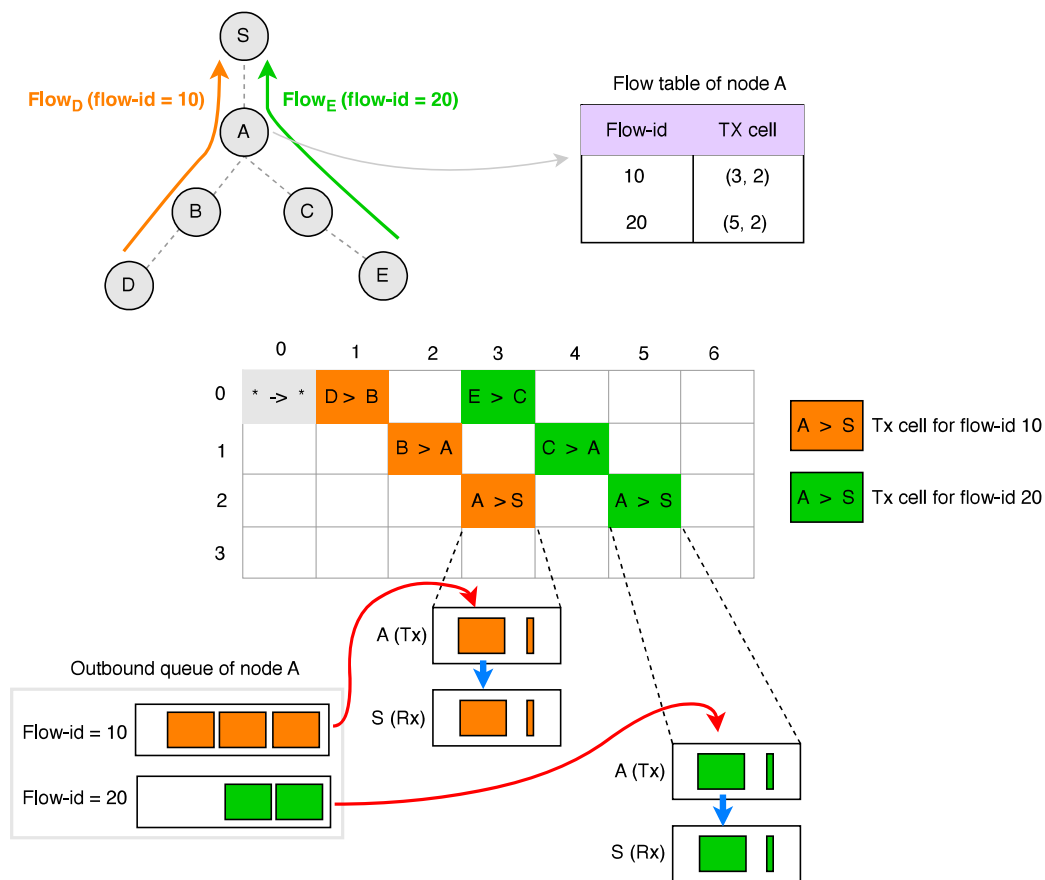 S
Flow_D (flow-id = 10)
Flow_E (flow-id = 20)
A
B
C
D
E
Flow table of node A
Flow-id TX cell
10 (3, 2)
20 (5, 2)
0 1 2 3 4 5 6
0 * -> * D > B E > C
1 B > A C > A
2 A > S A > S
3
A > S Tx cell for flow-id 10
A > S Tx cell for flow-id 20
A (Tx)
S (Rx)
Outbound queue of node A
Flow-id = 10
Flow-id = 20
A (Tx)
S (Rx)